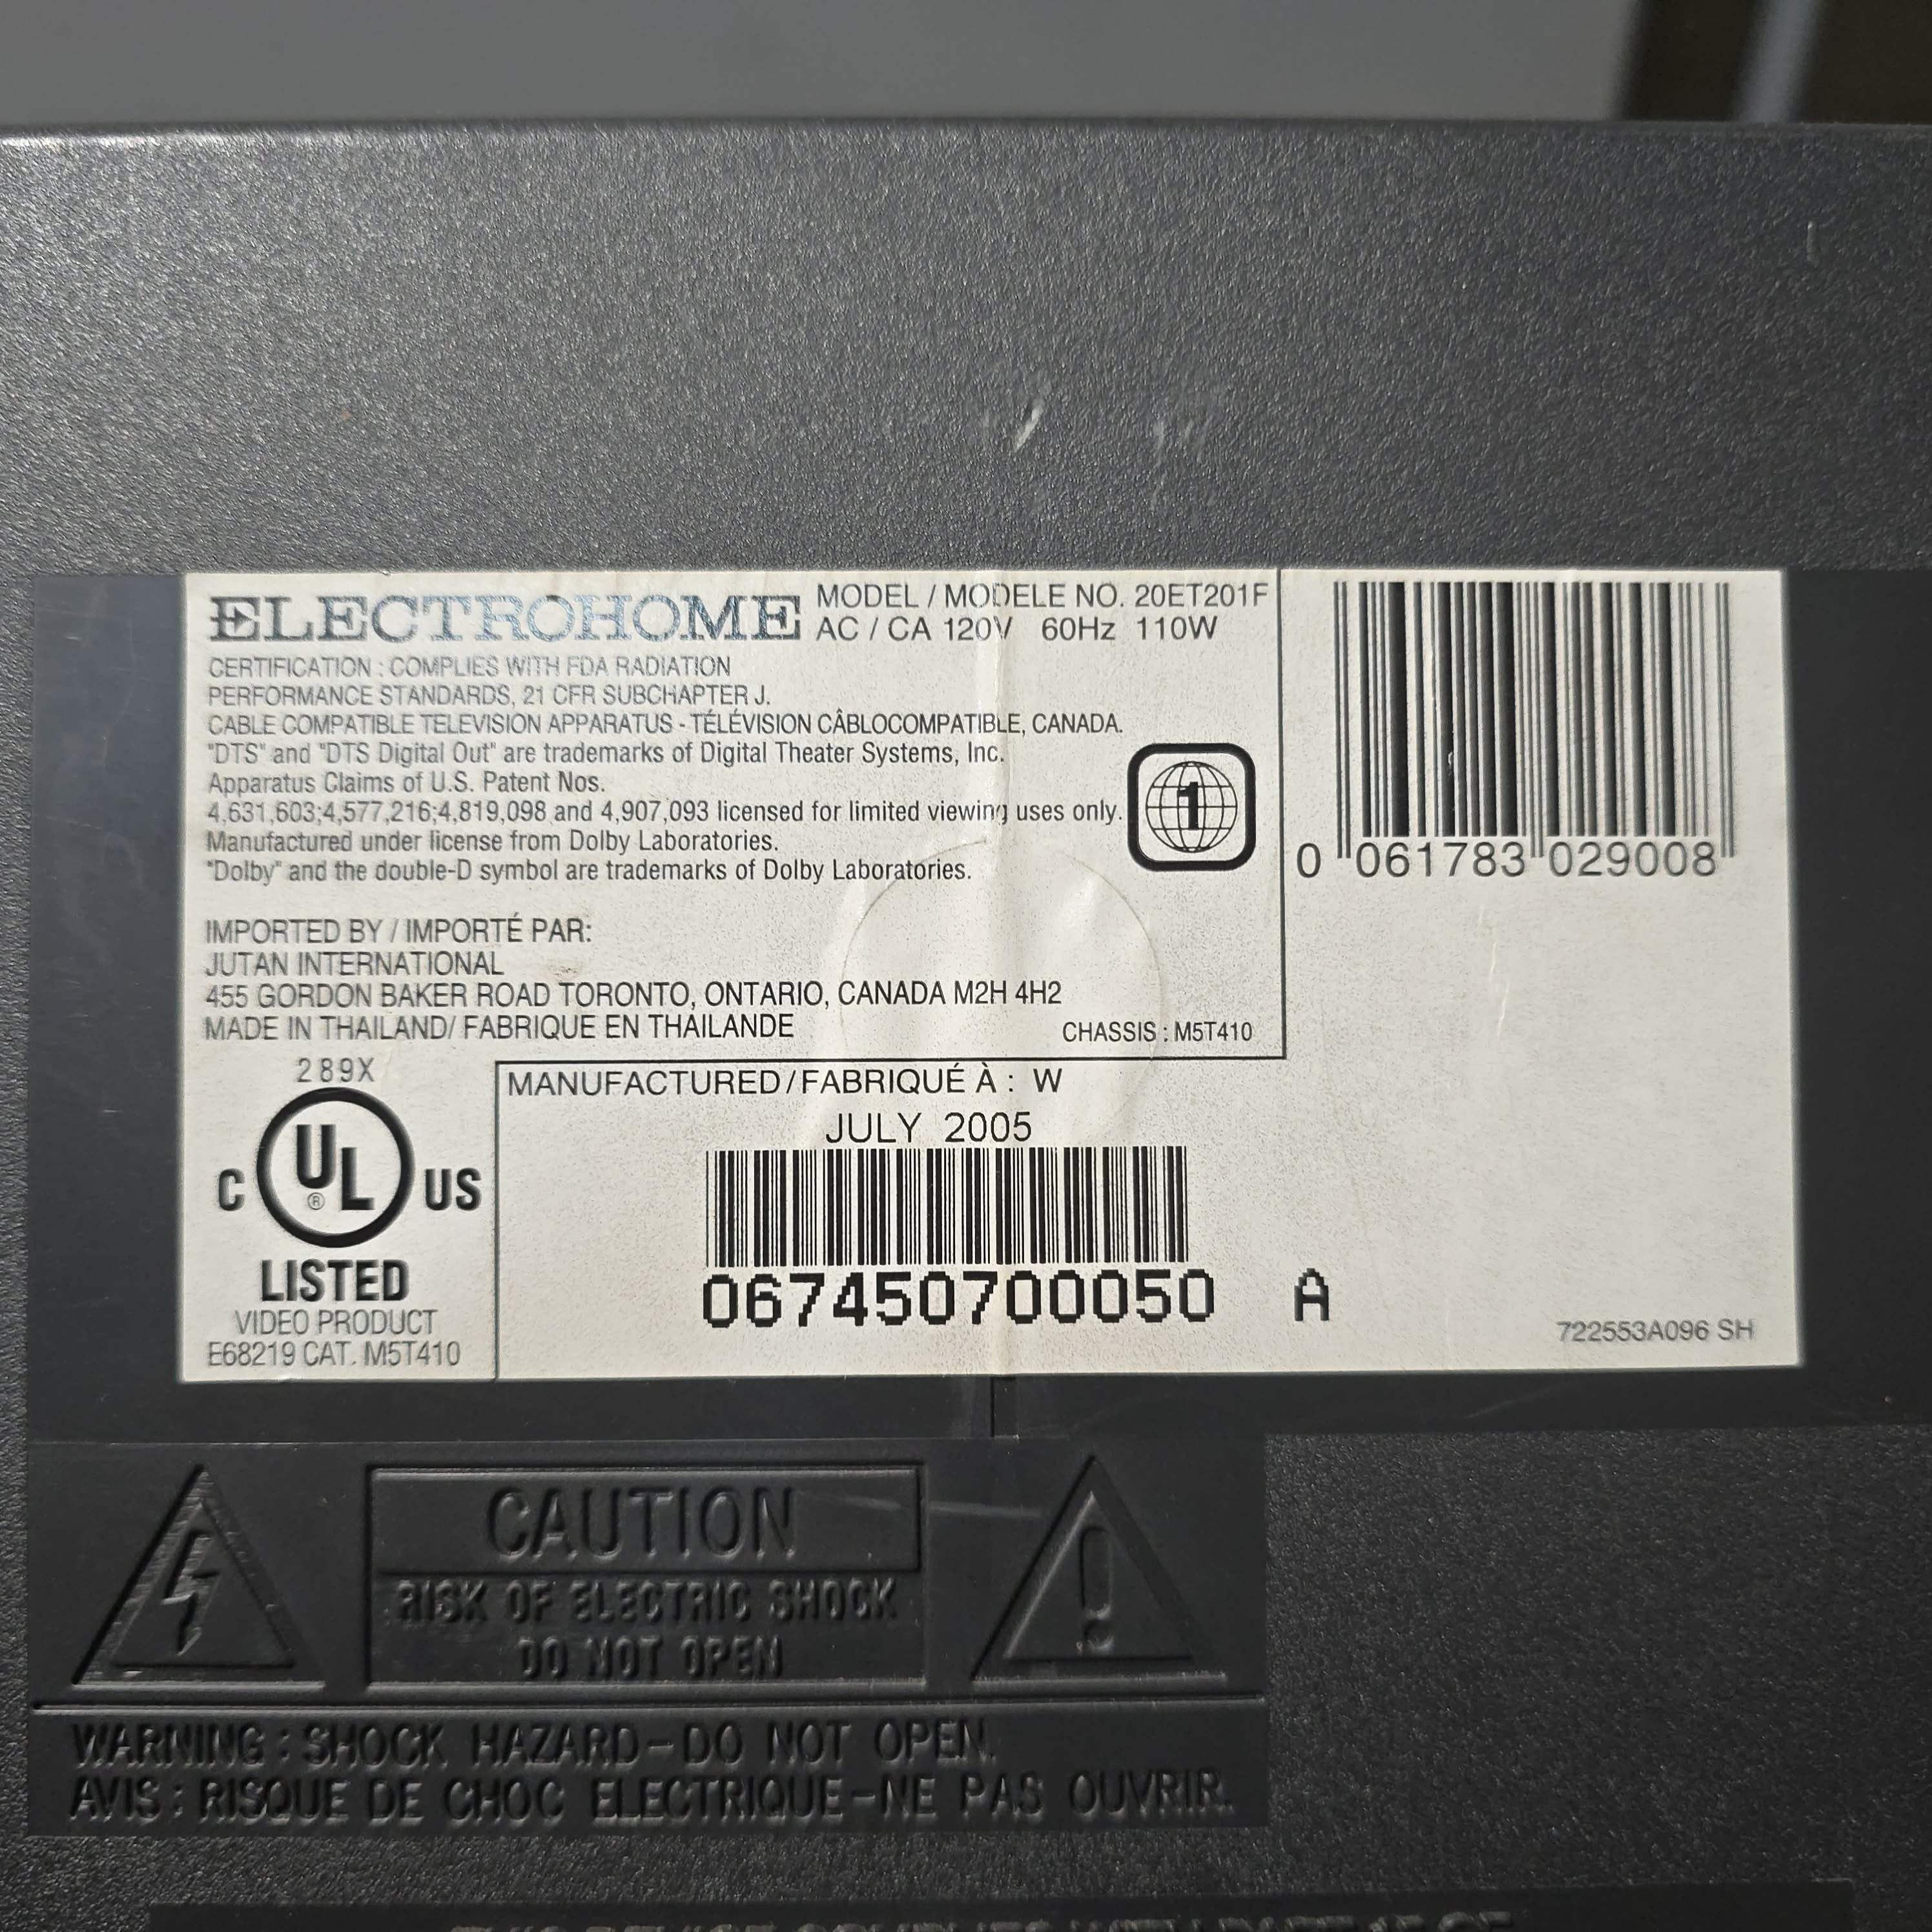 ELECTROHOME MODEL / MODELE NO. 20ET201F
AC / CA 120V 60Hz 110W
CERTIFICATION : COMPLIES WITH FDA RADIATION
PERFORMANCE STANDARDS, 21 CFR SUBCHAPTER J.
CABLE COMPATIBLE TELEVISION APPARATUS - TÉLÉVISION CÂBLOCOMPATIBLE, CANADA.
"DTS" and "DTS Digital Out" are trademarks of Digital Theater Systems, Inc.
Apparatus Claims of U.S. Patent Nos.
4,631,603;4,577,216;4,819,098 and 4,907,093 licensed for limited viewing uses only.
Manufactured under license from Dolby Laboratories.
"Dolby" and the double-D symbol are trademarks of Dolby Laboratories.
1
0 061783 029008
IMPORTED BY / IMPORTÉ PAR:
JUTAN INTERNATIONAL
455 GORDON BAKER ROAD TORONTO, ONTARIO, CANADA M2H 4H2
MADE IN THAILAND/ FABRIQUE EN THAILANDE
CHASSIS : M5T410
289X
C UL ® US
LISTED
VIDEO PRODUCT
E68219 CAT. M5T410
MANUFACTURED/FABRIQUÉ À : W
JULY 2005
067450700050 A
722553A096 SH
CAUTION
RISK OF ELECTRIC SHOCK
DO NOT OPEN
WARNING : SHOCK HAZARD-DO NOT OPEN.
AVIS : RISQUE DE CHOC ELECTRIQUE-NE PAS OUVRIR.